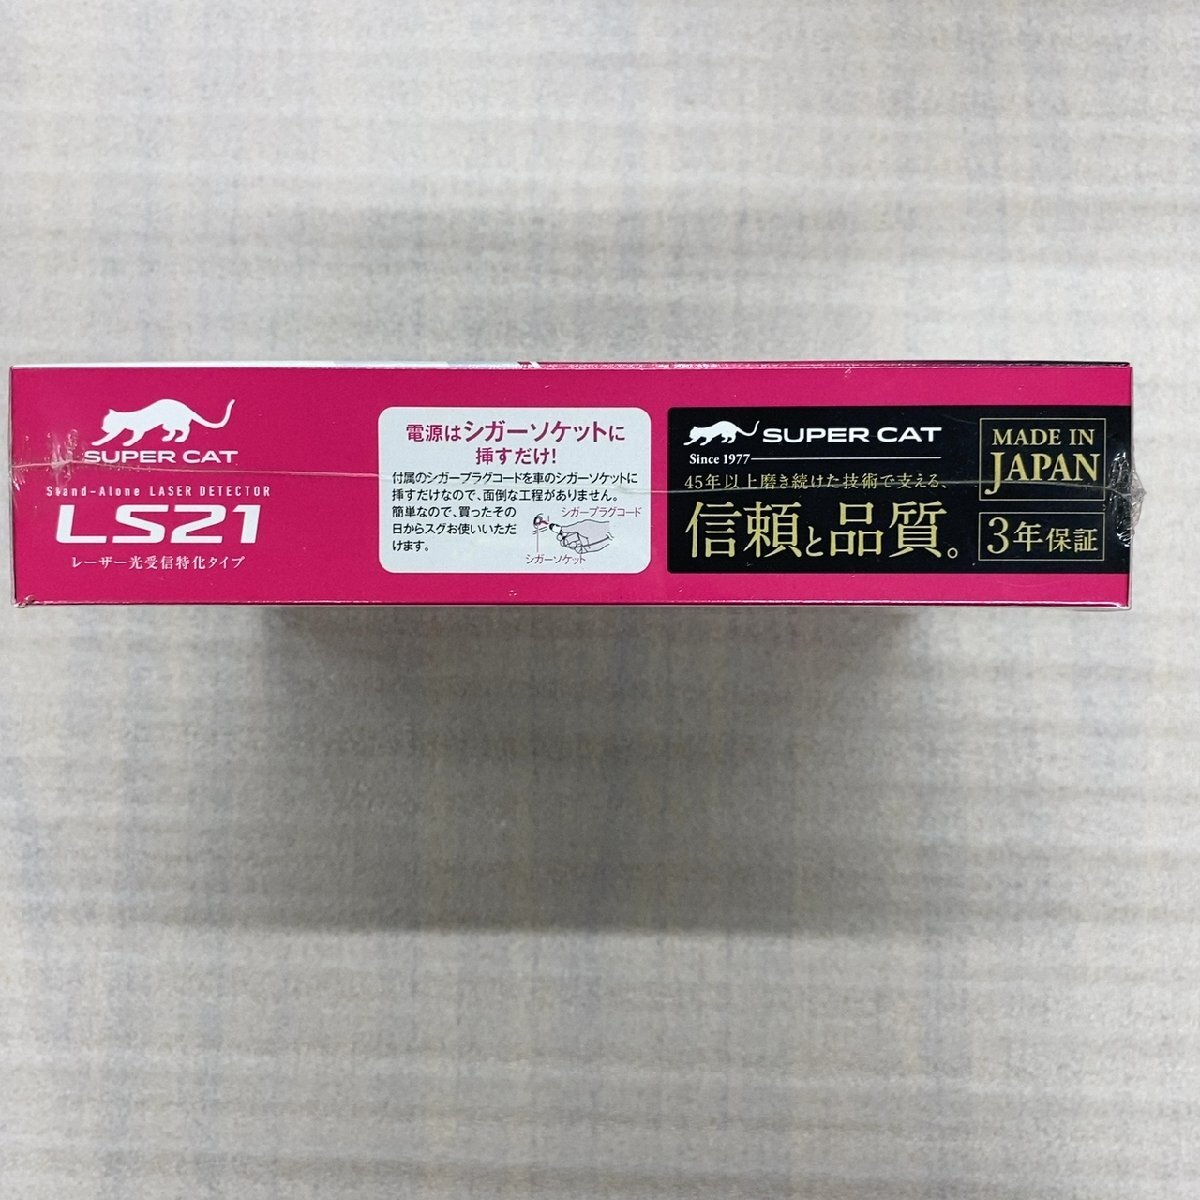 SUPER CAT
Stand-Alone LASER DETECTOR
LS21
レーザー光受信特化タイプ
電源はシガーソケットに
挿すだけ!
付属のシガープラグコードを車のシガーソケットに
挿すだけなので、面倒な工程がありません。
簡単なので、買ったその
日からスグお使いいただ
けます。
シガープラグコード
シガーソケット
SUPER CAT
Since 1977
45年以上磨き続けた技術で支える、
信頼と品質。
MADE IN
JAPAN
3年保証